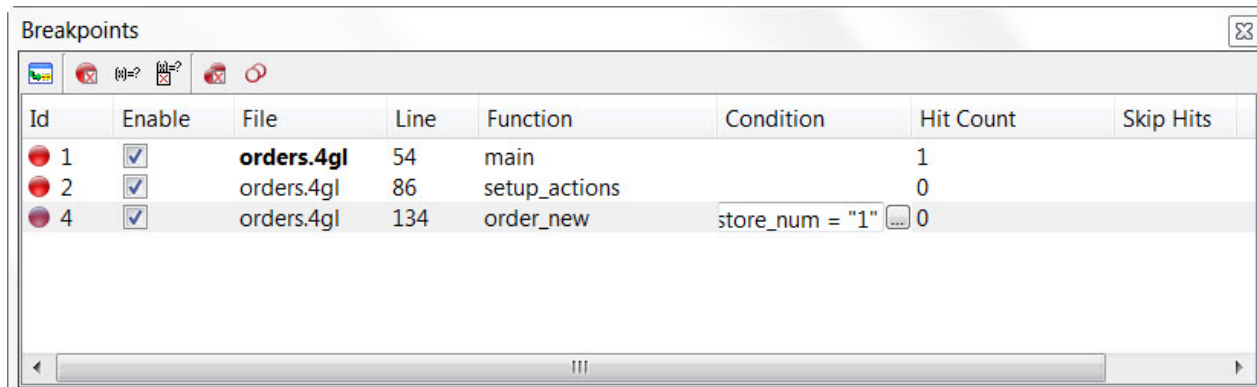 Breakpoints
(x)=? (x)=?
Id Enable File Line Function Condition Hit Count Skip Hits
1 orders.4gl 54 main 1
2 orders.4gl 86 setup_actions 0
4 orders.4gl 134 order_new store_num = "1" ... 0